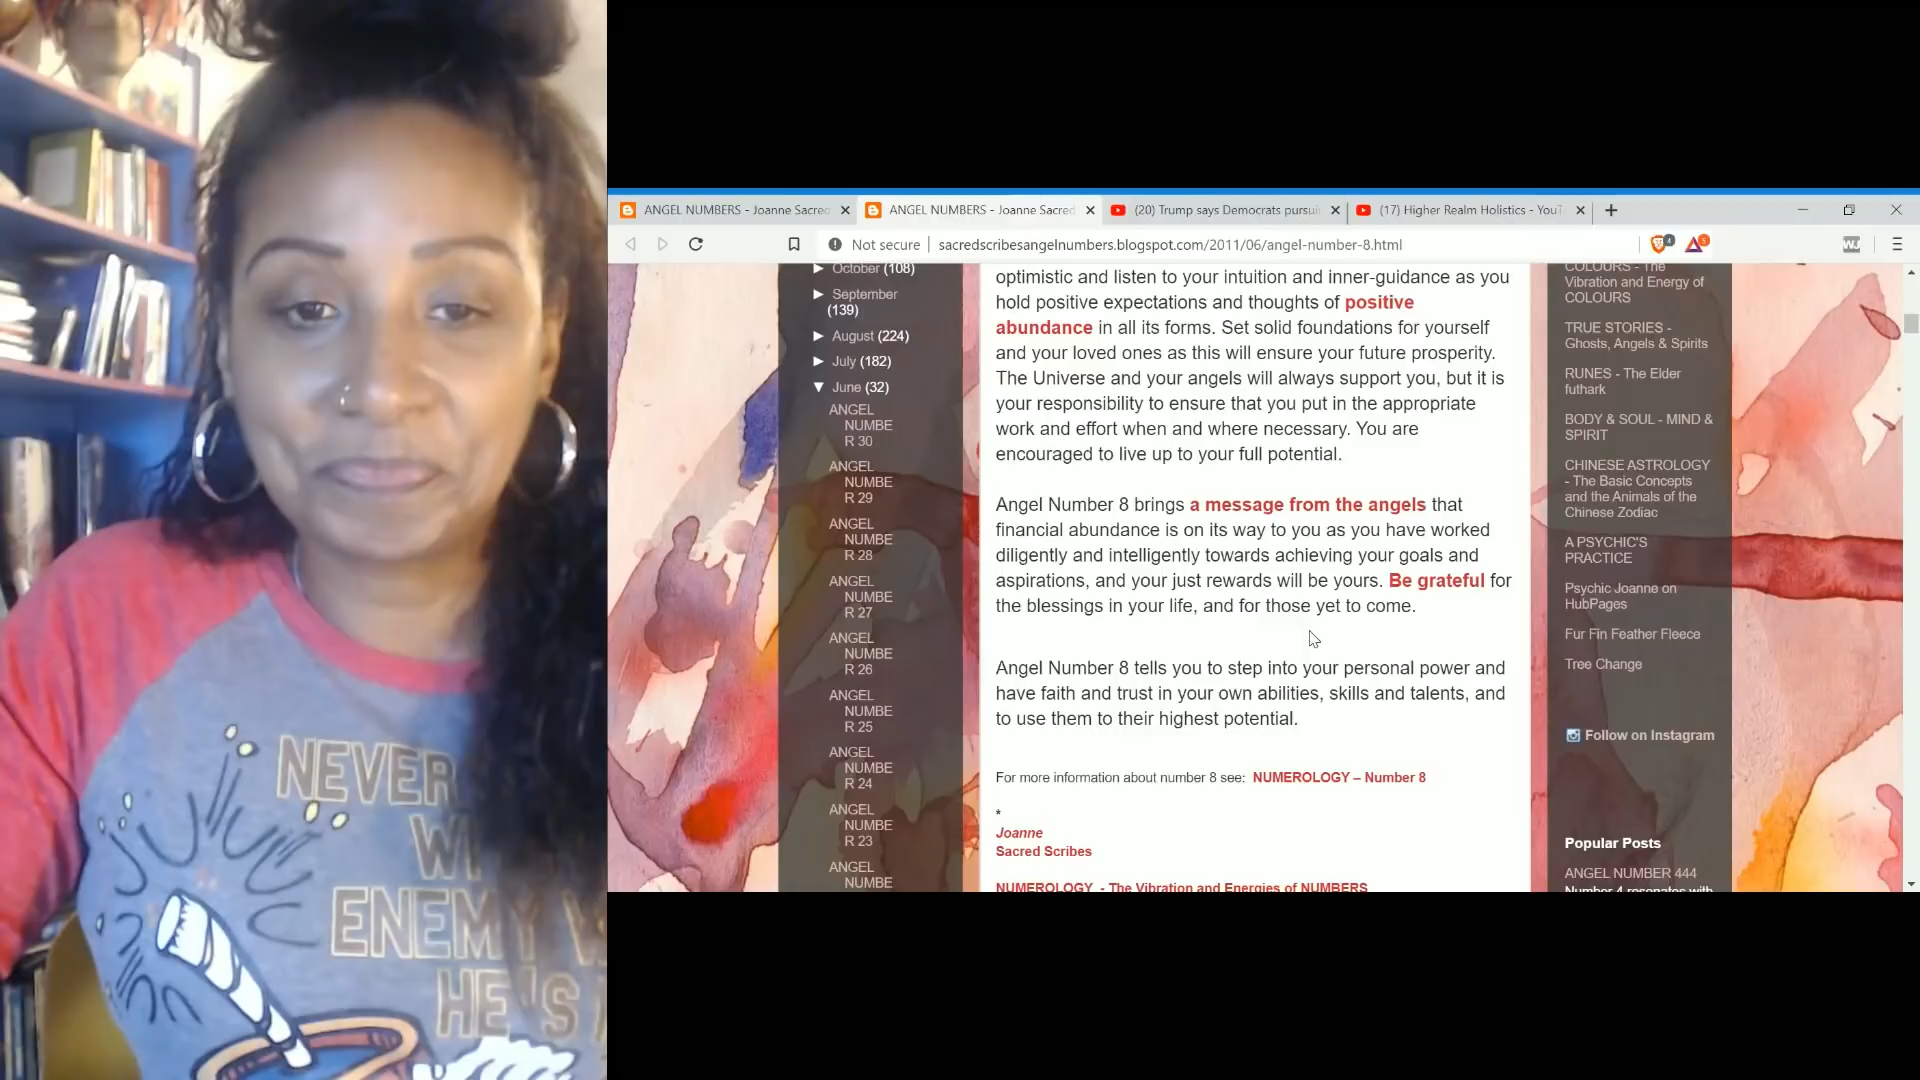 NEVER
ENEMY
HE'S
ANGEL NUMBERS - Joanne Sacred
ANGEL NUMBERS - Joanne Sacred
(20) Trump says Democrats pursui
(17) Higher Realm Holistics - YouT
Not secure
sacredscribesangelnumbers.blogspot.com/2011/06/angel-number-8.html
4
5
WJ
October (108)
September
(139)
August (224)
July (182)
June (32)
ANGEL
NUMBE
R 30
ANGEL
NUMBE
R 29
ANGEL
NUMBE
R 28
ANGEL
NUMBE
R 27
ANGEL
NUMBE
R 26
ANGEL
NUMBE
R 25
ANGEL
NUMBE
R 24
ANGEL
NUMBE
R 23
ANGEL
NUMBE
optimistic and listen to your intuition and inner-guidance as you
hold positive expectations and thoughts of positive
abundance in all its forms. Set solid foundations for yourself
and your loved ones as this will ensure your future prosperity.
The Universe and your angels will always support you, but it is
your responsibility to ensure that you put in the appropriate
work and effort when and where necessary. You are
encouraged to live up to your full potential.
Angel Number 8 brings a message from the angels that
financial abundance is on its way to you as you have worked
diligently and intelligently towards achieving your goals and
aspirations, and your just rewards will be yours. Be grateful for
the blessings in your life, and for those yet to come.
Angel Number 8 tells you to step into your personal power and
have faith and trust in your own abilities, skills and talents, and
to use them to their highest potential.
For more information about number 8 see: NUMEROLOGY – Number 8
*
Joanne
Sacred Scribes
NUMEROLOGY - The Vibration and Energies of NUMBERS
COLOURS - The
Vibration and Energy of
COLOURS
TRUE STORIES -
Ghosts, Angels & Spirits
RUNES - The Elder
futhark
BODY & SOUL - MIND &
SPIRIT
CHINESE ASTROLOGY
- The Basic Concepts
and the Animals of the
Chinese Zodiac
A PSYCHIC'S
PRACTICE
Psychic Joanne on
HubPages
Fur Fin Feather Fleece
Tree Change
Follow on Instagram
Popular Posts
ANGEL NUMBER 444
Number 4 resonates with